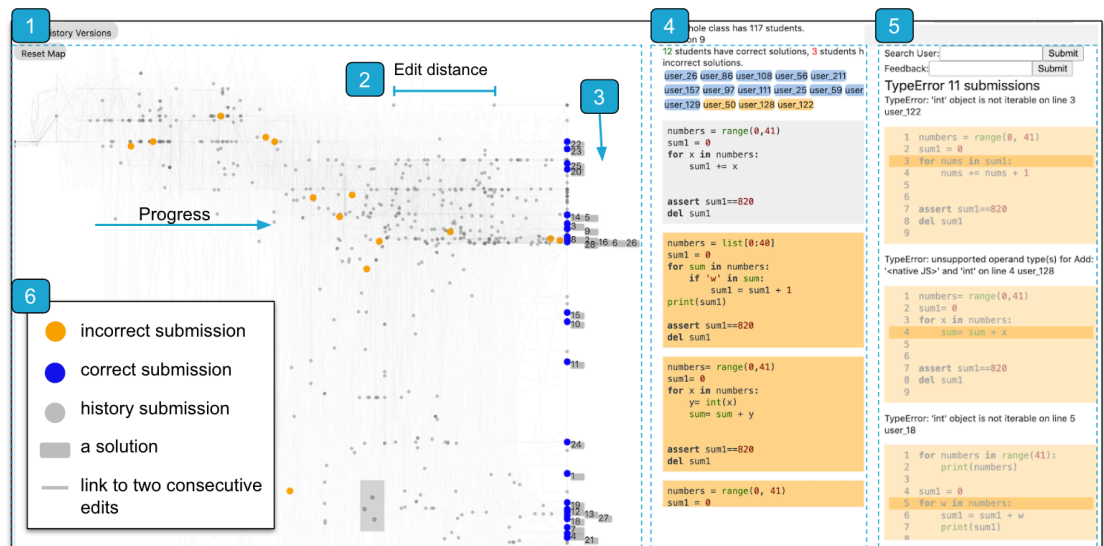 1
istory Versions
Reset Map
2
Edit distance
3
Progress
22
23
25
20
14 5
3
9
8 2 16 6 26
28
15
10
11
24
1
19
12 13
27
18
7
4
21
6
incorrect submission
correct submission
history submission
a solution
link to two consecutive
edits
4
hole class has 117 students.
on 9
12 students have correct solutions, 3 students h
incorrect solutions.
user_26 user_86 user_108 user_56 user_211
user_157 user_97 user_111 user_25 user_59 user
user_129 user_50 user_128 user_122
numbers = range(0,41)
sum1 = 0
for x in numbers:
sum1 += x
assert sum1==820
del sum1
numbers = list[0:40]
sum1 = 0
for sum in numbers:
if 'w' in sum:
sum1 = sum1 + 1
print(sum1)
assert sum1==820
del sum1
numbers= range(0,41)
sum1= 0
for x in numbers:
y= int(x)
sum= sum + y
assert sum1==820
del sum1
numbers = range(0, 41)
sum1 = 0
5
Search User: Submit
Feedback: Submit
TypeError 11 submissions
TypeError: 'int' object is not iterable on line 3
user_122
1 numbers = range(0, 41)
2 sum1 = 0
3 for nums in sum1:
4 nums += nums + 1
5
6
7 assert sum1==820
8 del sum1
9
TypeError: unsupported operand type(s) for Add:
'<native JS>' and 'int' on line 4 user_128
1 numbers= range(0,41)
2 sum1= 0
3 for x in numbers:
4 sum= sum + x
5
6
7 assert sum1==820
8 del sum1
9
TypeError: 'int' object is not iterable on line 5
user_18
1 for numbers in range(41):
2 print(numbers)
3
4 sum1 = 0
5 for w in numbers:
6 sum1 = sum1 + w
7 print(sum1)
8